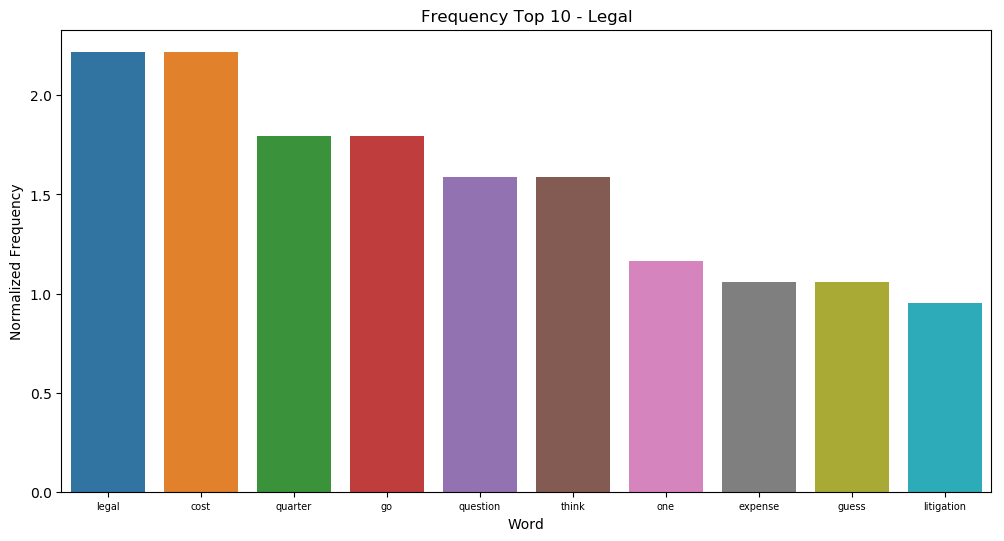 Frequency Top 10 - Legal
Normalized Frequency
2.0
1.5
1.0
0.5
0.0
legal cost quarter go question think one expense guess litigation
Word